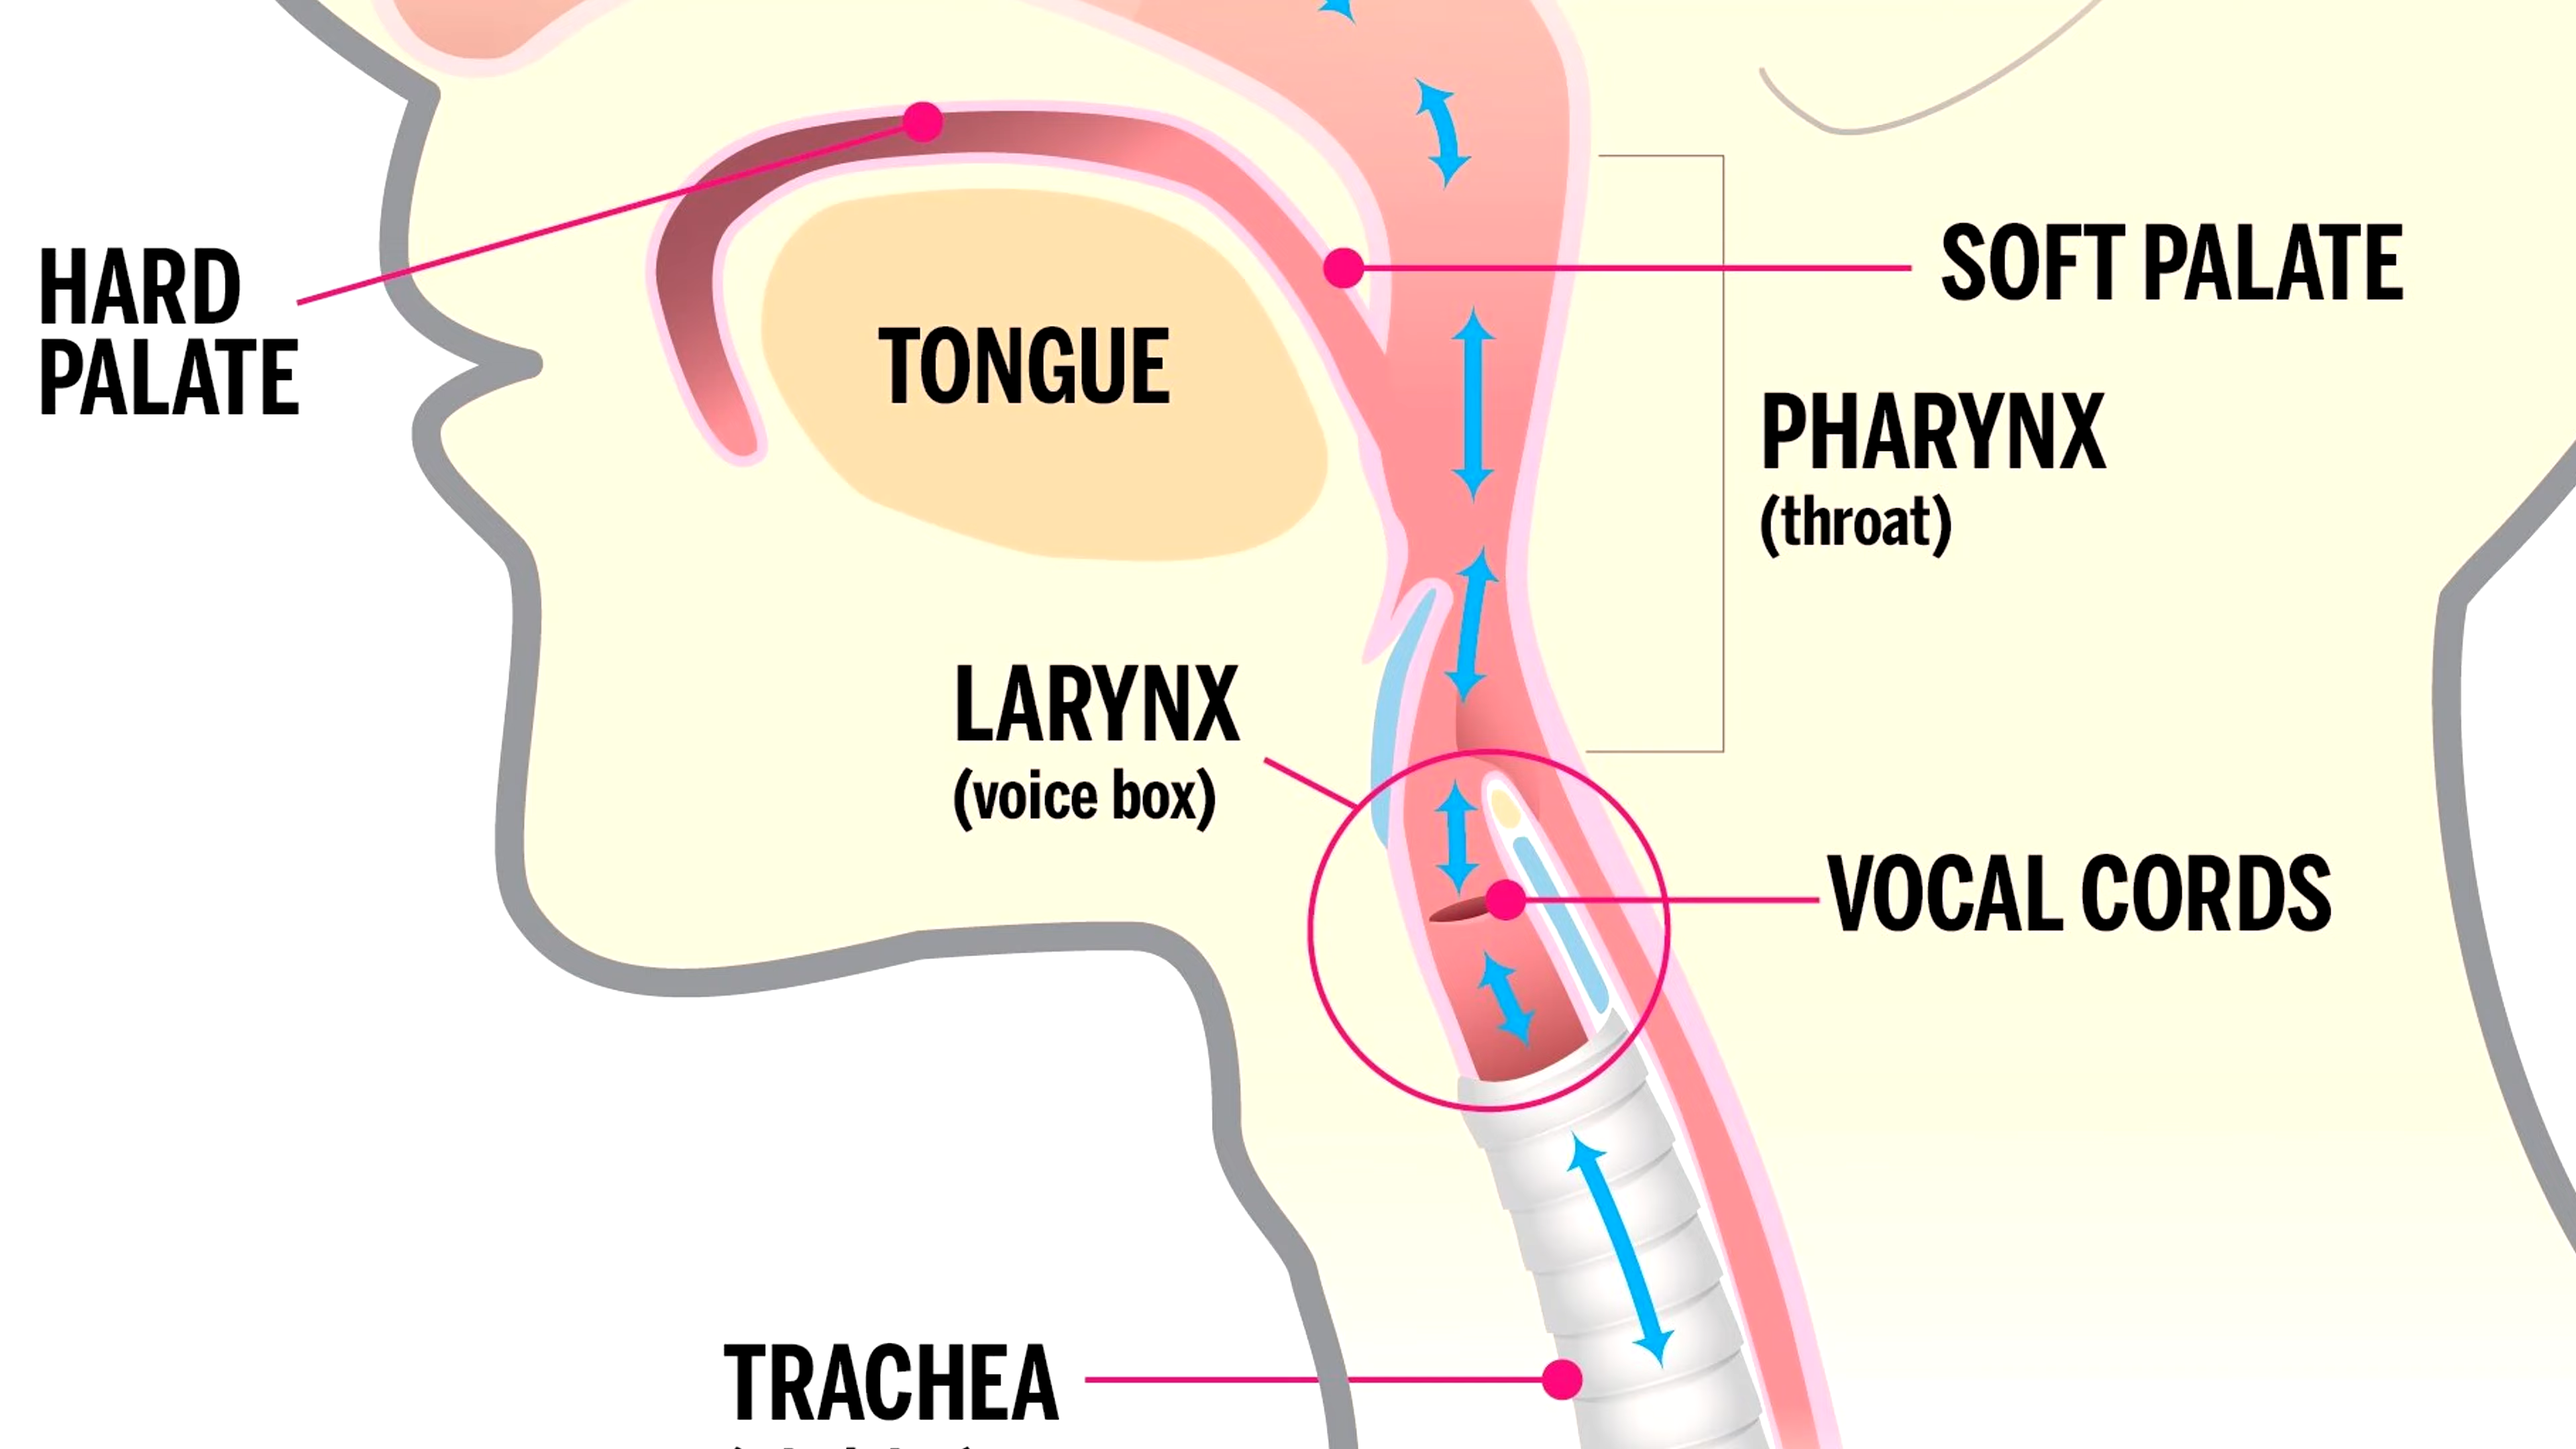 HARD
PALATE
SOFT PALATE
TONGUE
PHARYNX
(throat)
LARYNX
(voice box)
VOCAL CORDS
TRACHEA